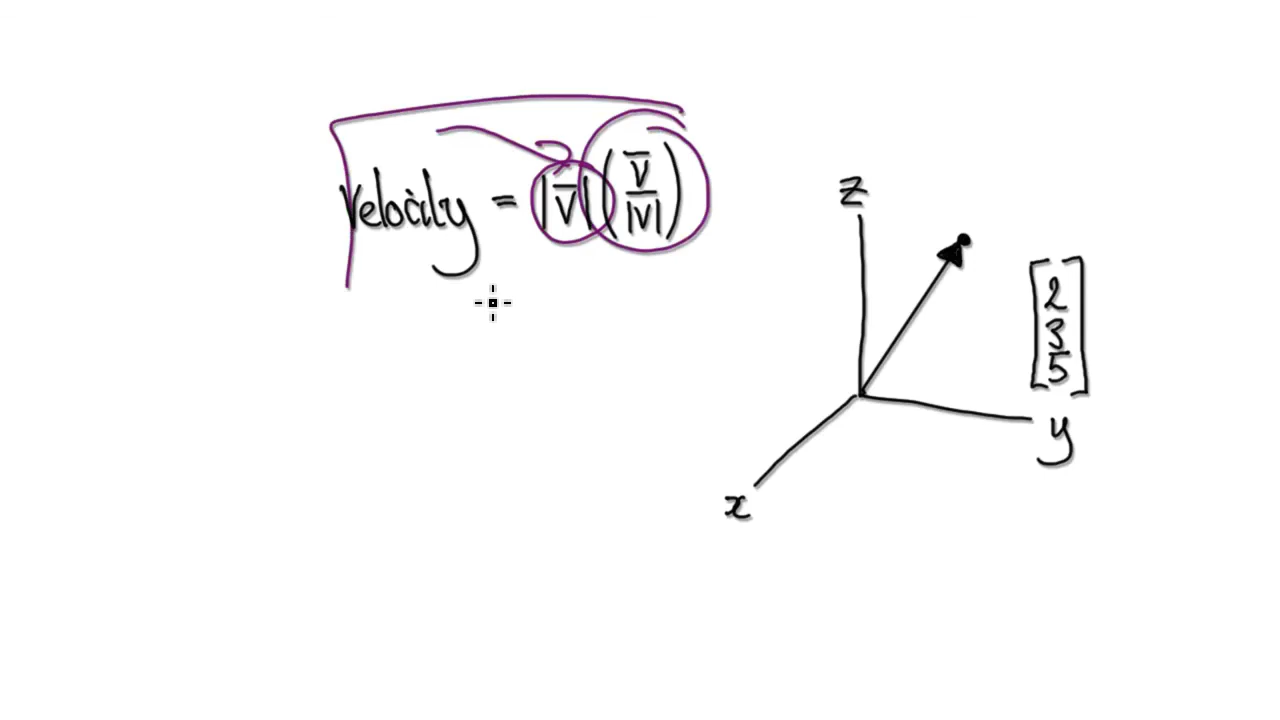 Velocity = |v̅| (v̅/|v|)
z
[2
3
5]
y
x